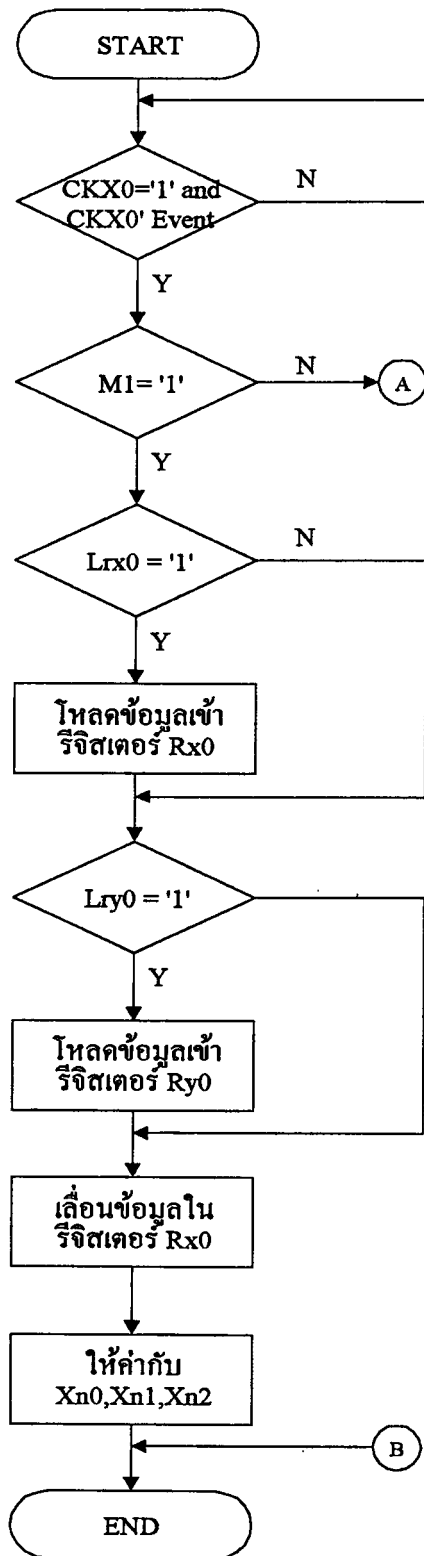 START
CKX0='1' and
CKX0' Event
N
Y
M1= '1'
N
A
Y
Lrx0 = '1'
N
Y
โหลดข้อมูลเข้า
รีจิสเตอร์ Rx0
Lry0 = '1'
Y
โหลดข้อมูลเข้า
รีจิสเตอร์ Ry0
เลื่อนข้อมูลใน
รีจิสเตอร์ Rx0
ให้ค่ากับ
Xn0,Xn1,Xn2
B
END